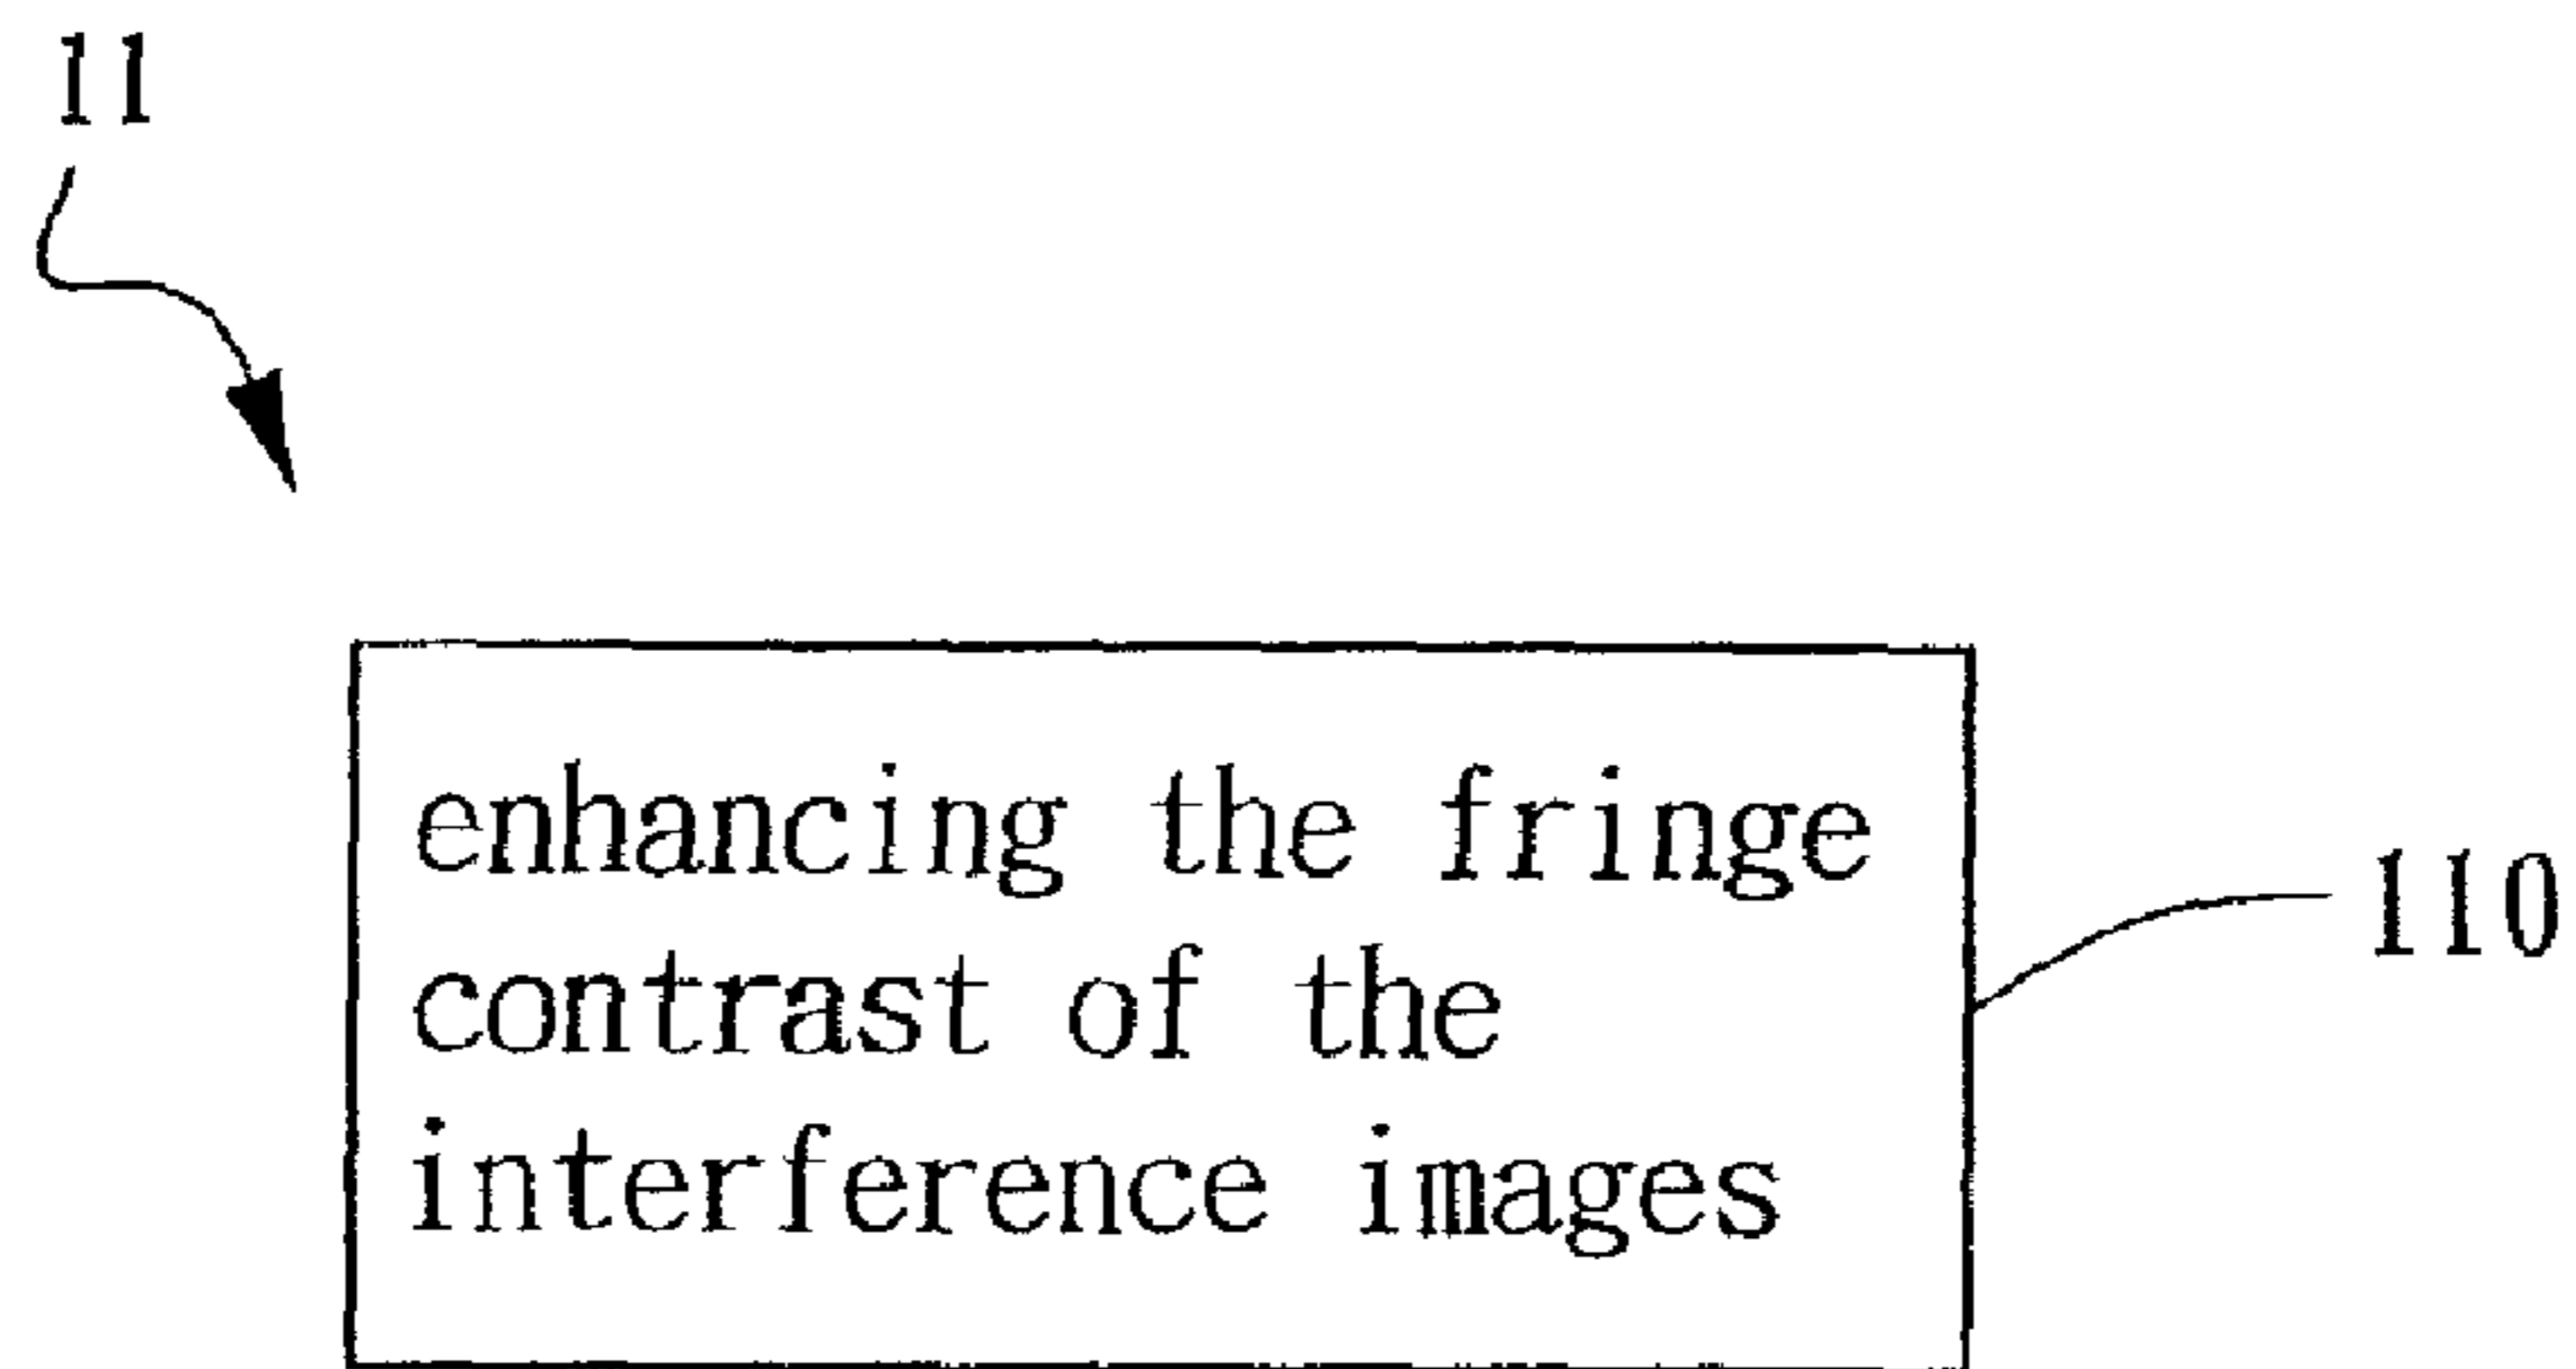 11
enhancing the fringe
contrast of the
interference images
110